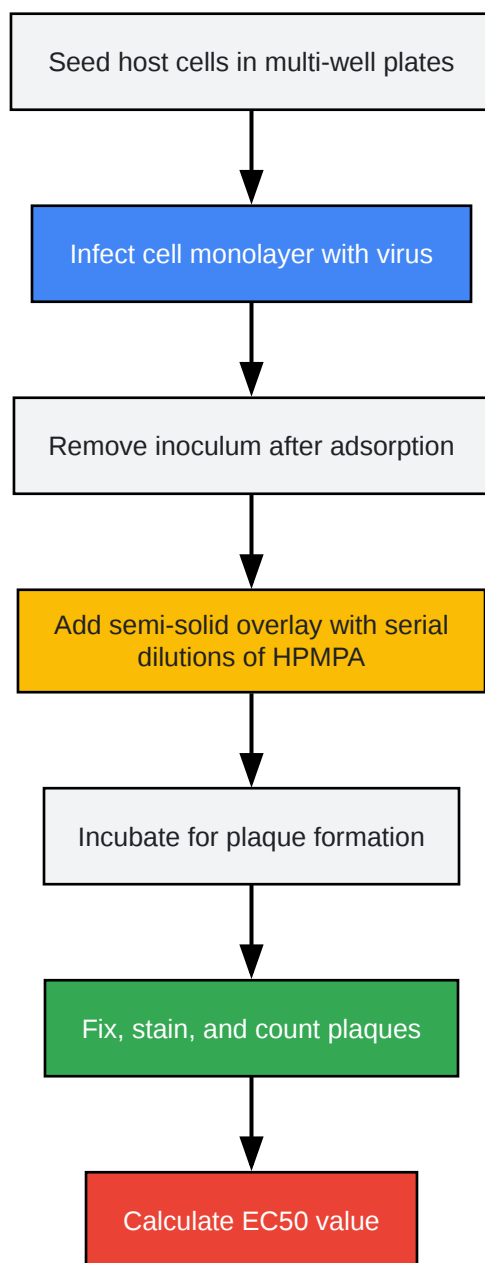 Seed host cells in multi-well plates
Infect cell monolayer with virus
Remove inoculum after adsorption
Add semi-solid overlay with serial
dilutions of HPMPA
Incubate for plaque formation
Fix, stain, and count plaques
Calculate EC50 value